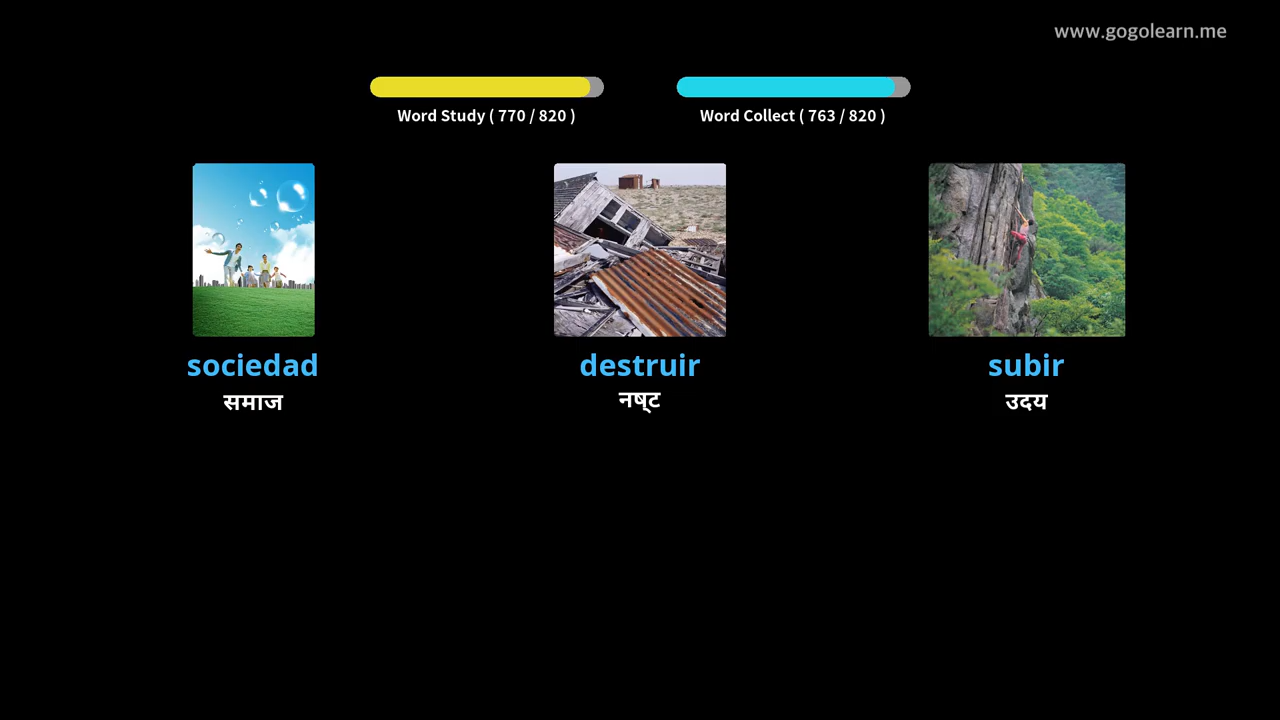 www.gogolearn.me
Word Study ( 770 / 820 )
Word Collect ( 763 / 820 )
sociedad
destruir
subir
समाज
नष्ट
उदय